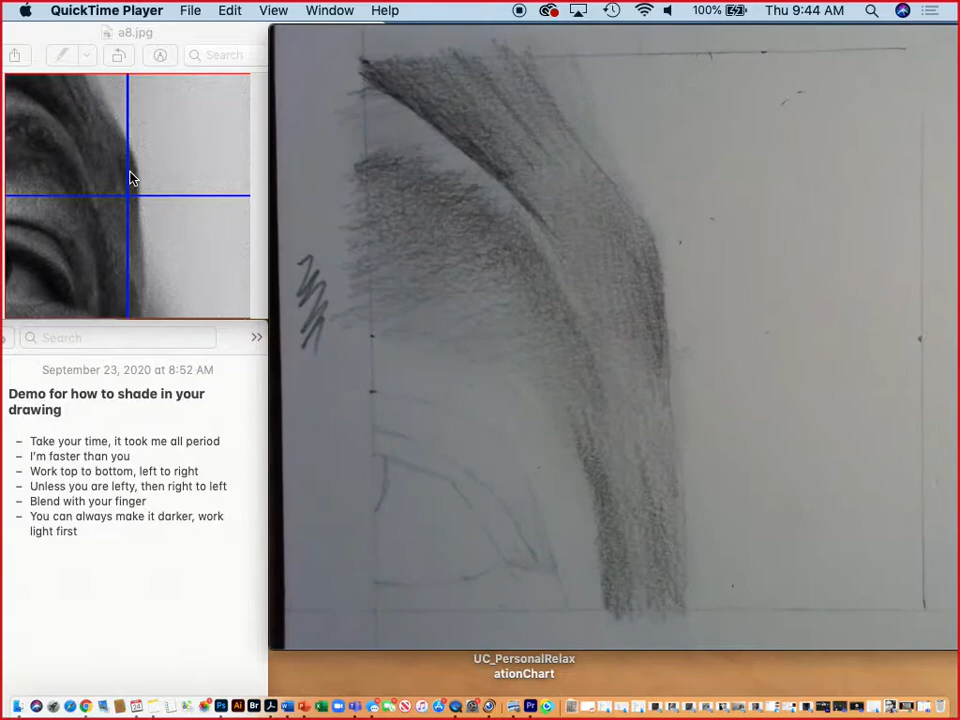 QuickTime Player File Edit View Window Help 100% Thu 9:44 AM
a8.jpg
Search
Search
September 23, 2020 at 8:52 AM
Demo for how to shade in your
drawing
– Take your time, it took me all period
– I'm faster than you
– Work top to bottom, left to right
– Unless you are lefty, then right to left
– Blend with your finger
– You can always make it darker, work
light first
UC_PersonalRelax
ationChart